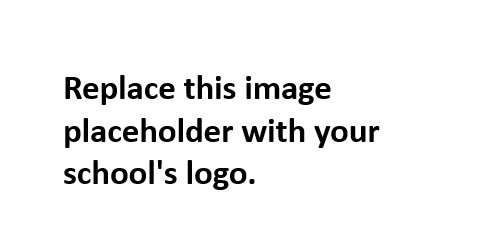 Replace this image
placeholder with your
school's logo.